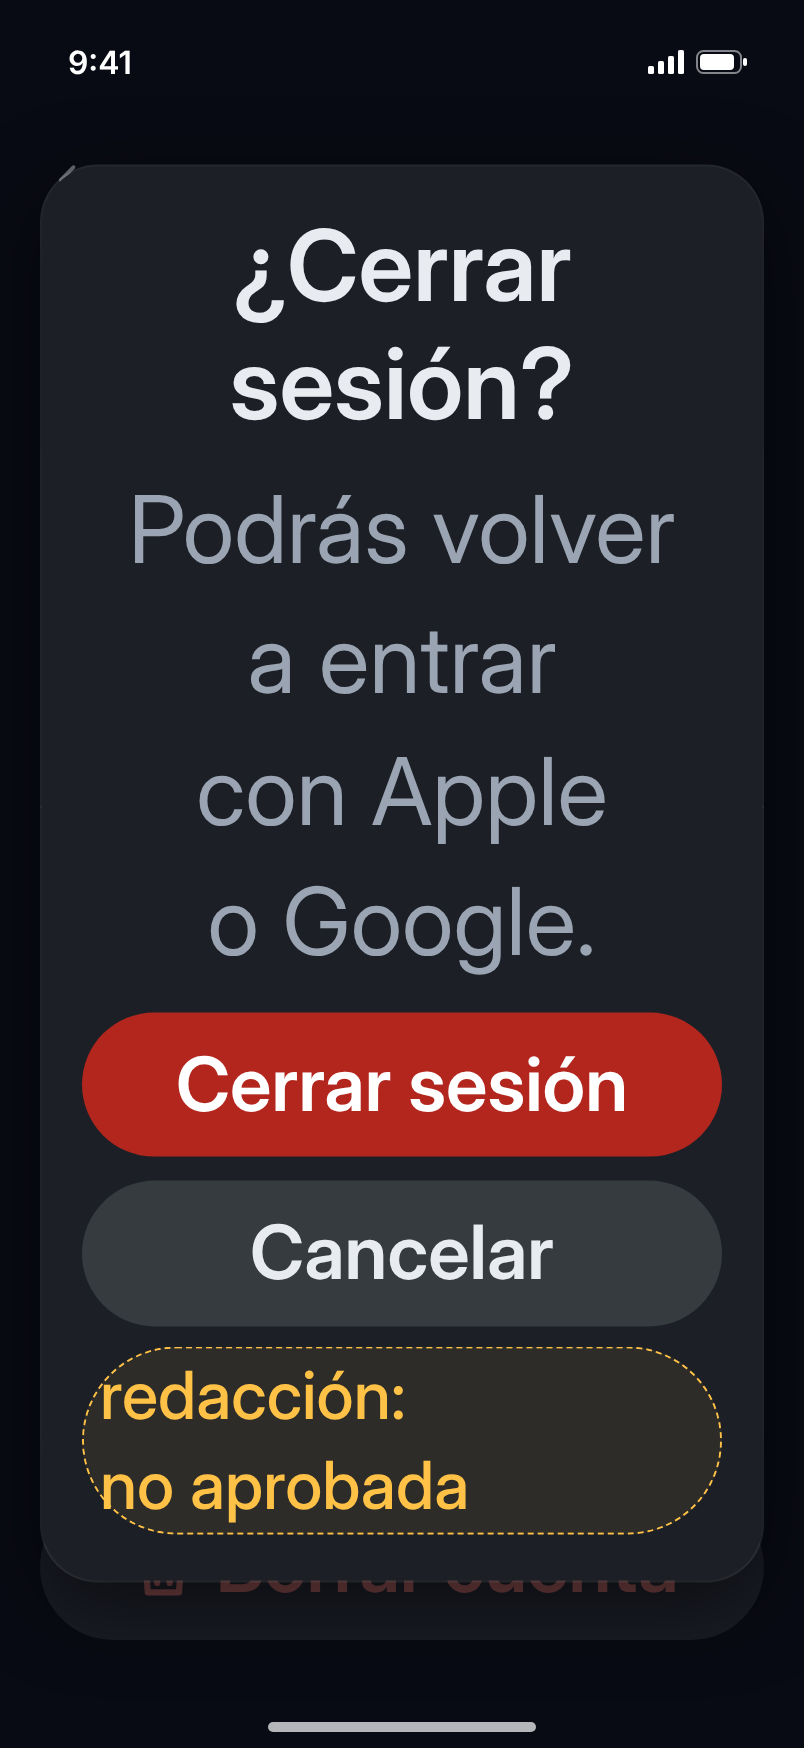 9:41
¿Cerrar
sesión?
Podrás volver
a entrar
con Apple
o Google.
Cerrar sesión
Cancelar
redacción:
no aprobada